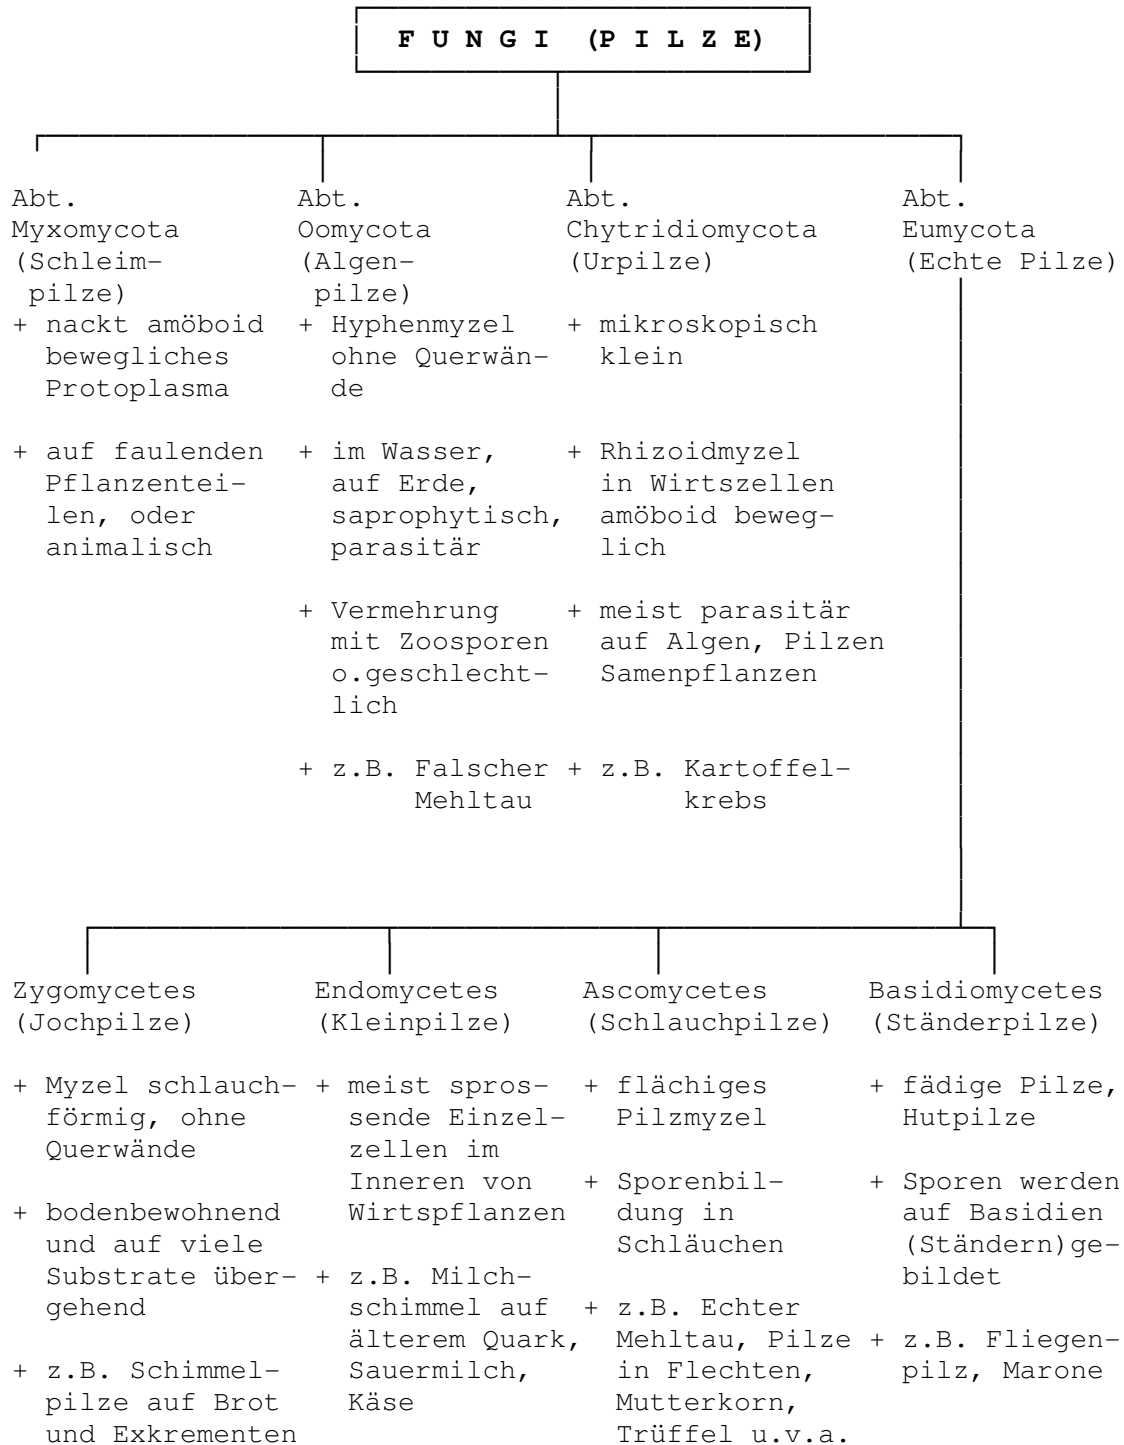 F U N G I (P I L Z E)
Abt.
Myxomycota
(Schleim-
pilze)
+ nackt amöboid
bewegliches
Protoplasma
+ auf faulenden
Pflanzentei-
len, oder
animalisch
Abt.
Oomycota
(Algen-
pilze)
+ Hyphenmyzel
ohne Querwän-
de
+ im Wasser,
auf Erde,
saprophytisch,
parasitär
+ Vermehrung
mit Zoosporen
o.geschlecht-
lich
+ z.B. Falscher
Mehltau
Abt.
Chytridiomycota
(Urpilze)
+ mikroskopisch
klein
+ Rhizoidmyzel
in Wirtszellen
amöboid beweg-
lich
+ meist parasitär
auf Algen, Pilzen
Samenpflanzen
+ z.B. Kartoffel-
krebs
Abt.
Eumycota
(Echte Pilze)
Zygomycetes
(Jochpilze)
+ Myzel schlauch-
förmig, ohne
Querwände
+ bodenbewohnend
und auf viele
Substrate über-
gehend
+ z.B. Schimmel-
pilze auf Brot
und Exkrementen
Endomycetes
(Kleinpilze)
+ meist spros-
sende Einzel-
zellen im
Inneren von
Wirtspflanzen
+ z.B. Milch-
schimmel auf
älterem Quark,
Sauermilch,
Käse
Ascomycetes
(Schlauchpilze)
+ flächiges
Pilzmyzel
+ Sporenbil-
dung in
Schläuchen
+ z.B. Echter
Mehltau, Pilze
in Flechten,
Mutterkorn,
Trüffel u.v.a.
Basidiomycetes
(Ständerpilze)
+ fädige Pilze,
Hutpilze
+ Sporen werden
auf Basidien
(Ständern)ge-
bildet
+ z.B. Fliegen-
pilz, Marone